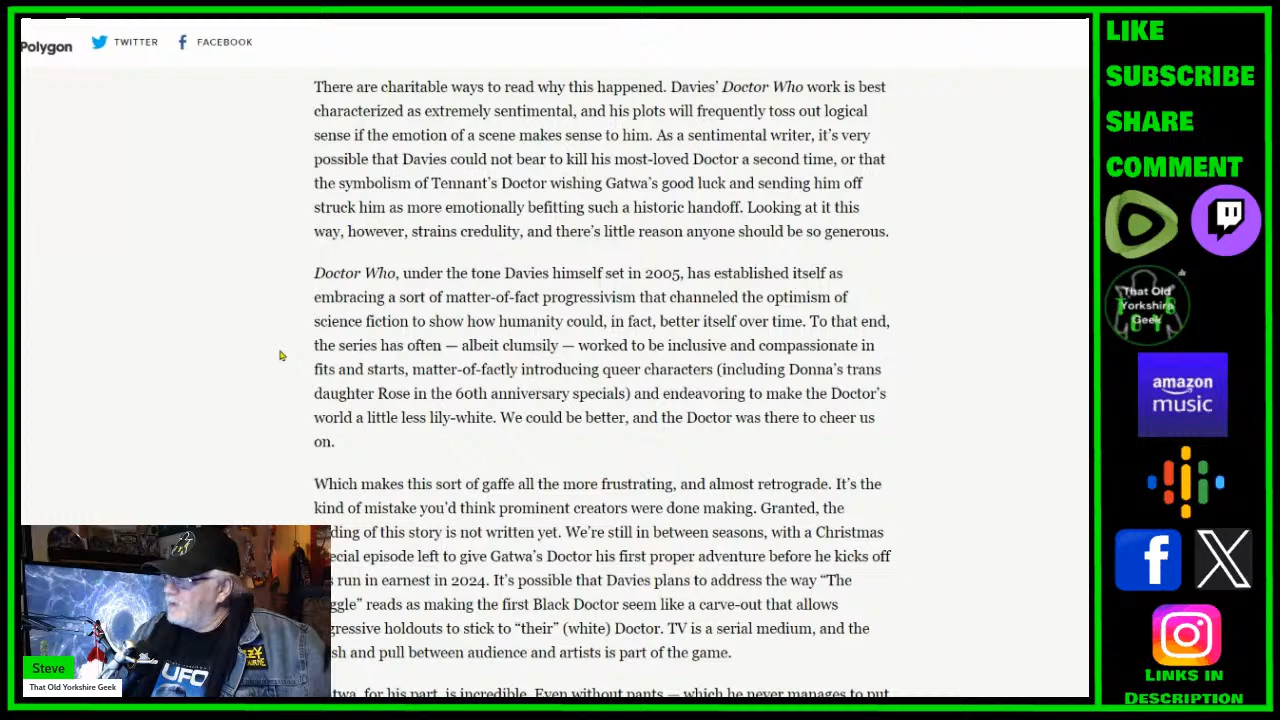 Polygon TWITTER FACEBOOK
There are charitable ways to read why this happened. Davies’ Doctor Who work is best
characterized as extremely sentimental, and his plots will frequently toss out logical
sense if the emotion of a scene makes sense to him. As a sentimental writer, it’s very
possible that Davies could not bear to kill his most-loved Doctor a second time, or that
the symbolism of Tennant’s Doctor wishing Gatwa’s good luck and sending him off
struck him as more emotionally befitting such a historic handoff. Looking at it this
way, however, strains credulity, and there’s little reason anyone should be so generous.
Doctor Who, under the tone Davies himself set in 2005, has established itself as
embracing a sort of matter-of-fact progressivism that channeled the optimism of
science fiction to show how humanity could, in fact, better itself over time. To that end,
the series has often — albeit clumsily — worked to be inclusive and compassionate in
fits and starts, matter-of-factly introducing queer characters (including Donna’s trans
daughter Rose in the 60th anniversary specials) and endeavoring to make the Doctor’s
world a little less lily-white. We could be better, and the Doctor was there to cheer us
on.
Which makes this sort of gaffe all the more frustrating, and almost retrograde. It’s the
kind of mistake you’d think prominent creators were done making. Granted, the
ding of this story is not written yet. We’re still in between seasons, with a Christmas
ecial episode left to give Gatwa’s Doctor his first proper adventure before he kicks off
run in earnest in 2024. It’s possible that Davies plans to address the way “The
ggle” reads as making the first Black Doctor seem like a carve-out that allows
gressive holdouts to stick to “their” (white) Doctor. TV is a serial medium, and the
sh and pull between audience and artists is part of the game.
twa, for his part, is incredible. Even without pants — which he never manages to put
UFO
Steve
That Old Yorkshire Geek
LIKE
SUBSCRIBE
SHARE
COMMENT
That Old
Yorkshire
Geek
amazon
music
LINKS IN
DESCRIPTION